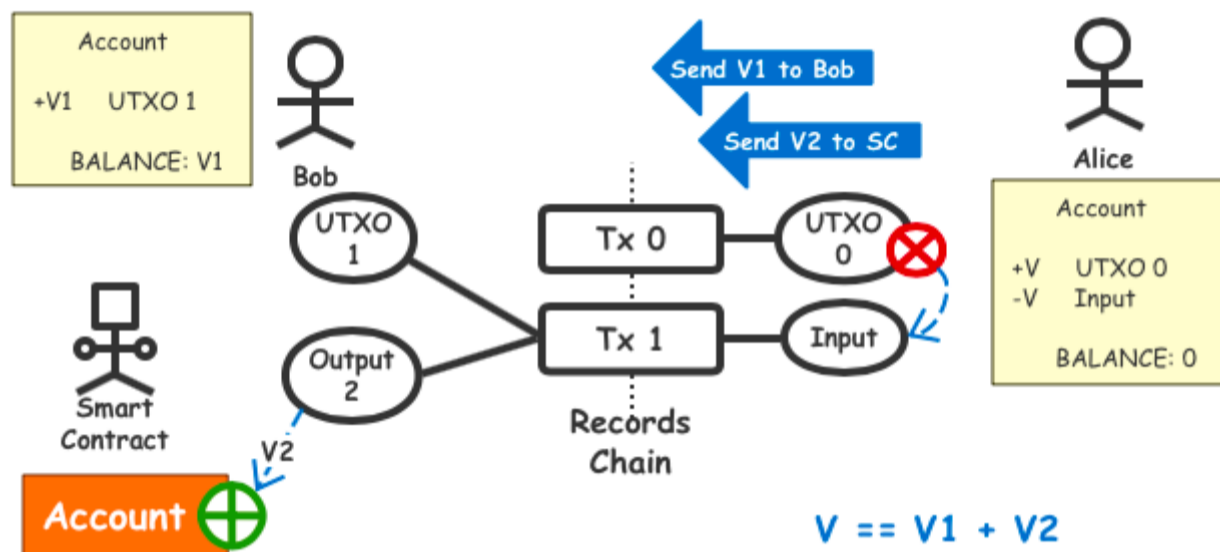 Account
+V1 UTXO 1
BALANCE: V1
Bob
Send V1 to Bob
Send V2 to SC
Alice
Account
+V UTXO 0
-V Input
BALANCE: 0
UTXO
1
Tx 0
UTXO
0
Output
2
Tx 1
Input
Smart
Contract
V2
Records
Chain
Account
V == V1 + V2